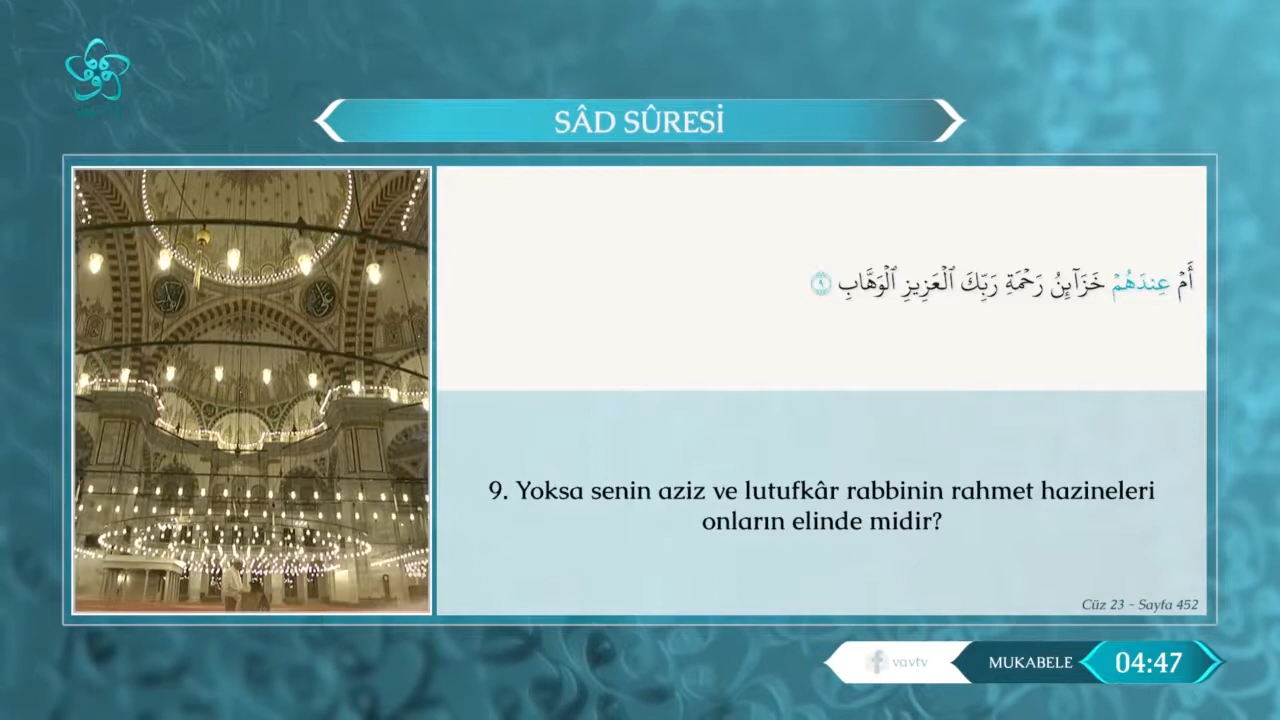 SÂD SÛRESİ
أَمْ عِندَهُمْ خَزَآئِنُ رَحْمَةِ رَبِّكَ ٱلْعَزِيزِ ٱلْوَهَّابِ ٩
9. Yoksa senin aziz ve lutufkâr rabbinin rahmet hazineleri
onların elinde midir?
Cüz 23 - Sayfa 452
vavtv
MUKABELE
04:47